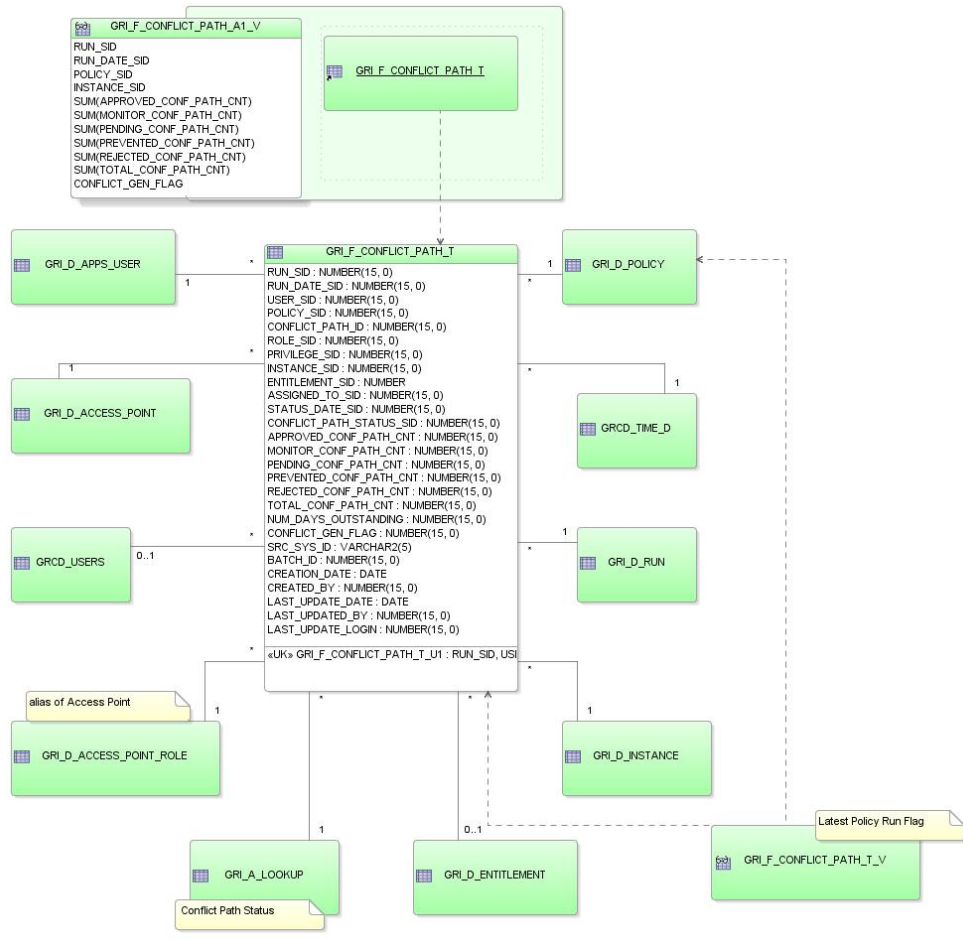 GRI_F_CONFLICT_PATH_A1_V
RUN_SID
RUN_DATE_SID
POLICY_SID
INSTANCE_SID
SUM(APPROVED_CONF_PATH_CNT)
SUM(MONITOR_CONF_PATH_CNT)
SUM(PENDING_CONF_PATH_CNT)
SUM(PREVENTED_CONF_PATH_CNT)
SUM(REJECTED_CONF_PATH_CNT)
SUM(TOTAL_CONF_PATH_CNT)
CONFLICT_GEN_FLAG
GRI_F_CONFLICT_PATH_T
GRI_D_APPS_USER
*
1
GRI_D_ACCESS_POINT
*
1
GRCD_USERS
*
0..1
alias of Access Point
GRI_D_ACCESS_POINT_ROLE
*
1
GRI_F_CONFLICT_PATH_T
RUN_SID : NUMBER(15, 0)
RUN_DATE_SID : NUMBER(15, 0)
USER_SID : NUMBER(15, 0)
POLICY_SID : NUMBER(15, 0)
CONFLICT_PATH_ID : NUMBER(15, 0)
ROLE_SID : NUMBER(15, 0)
PRIVILEGE_SID : NUMBER(15, 0)
INSTANCE_SID : NUMBER(15, 0)
ENTITLEMENT_SID : NUMBER
ASSIGNED_TO_SID : NUMBER(15, 0)
STATUS_DATE_SID : NUMBER(15, 0)
CONFLICT_PATH_STATUS_SID : NUMBER(15, 0)
APPROVED_CONF_PATH_CNT : NUMBER(15, 0)
MONITOR_CONF_PATH_CNT : NUMBER(15, 0)
PENDING_CONF_PATH_CNT : NUMBER(15, 0)
PREVENTED_CONF_PATH_CNT : NUMBER(15, 0)
REJECTED_CONF_PATH_CNT : NUMBER(15, 0)
TOTAL_CONF_PATH_CNT : NUMBER(15, 0)
NUM_DAYS_OUTSTANDING : NUMBER(15, 0)
CONFLICT_GEN_FLAG : NUMBER(15, 0)
SRC_SYS_ID : VARCHAR2(5)
BATCH_ID : NUMBER(15, 0)
CREATION_DATE : DATE
CREATED_BY : NUMBER(15, 0)
LAST_UPDATE_DATE : DATE
LAST_UPDATED_BY : NUMBER(15, 0)
LAST_UPDATE_LOGIN : NUMBER(15, 0)
«UK» GRI_F_CONFLICT_PATH_T_U1 : RUN_SID, USI
1
*
GRI_D_POLICY
*
1
GRCD_TIME_D
1
*
GRI_D_RUN
*
1
GRI_D_INSTANCE
*
1
GRI_A_LOOKUP
Conflict Path Status
*
0..1
GRI_D_ENTITLEMENT
Latest Policy Run Flag
GRI_F_CONFLICT_PATH_T_V